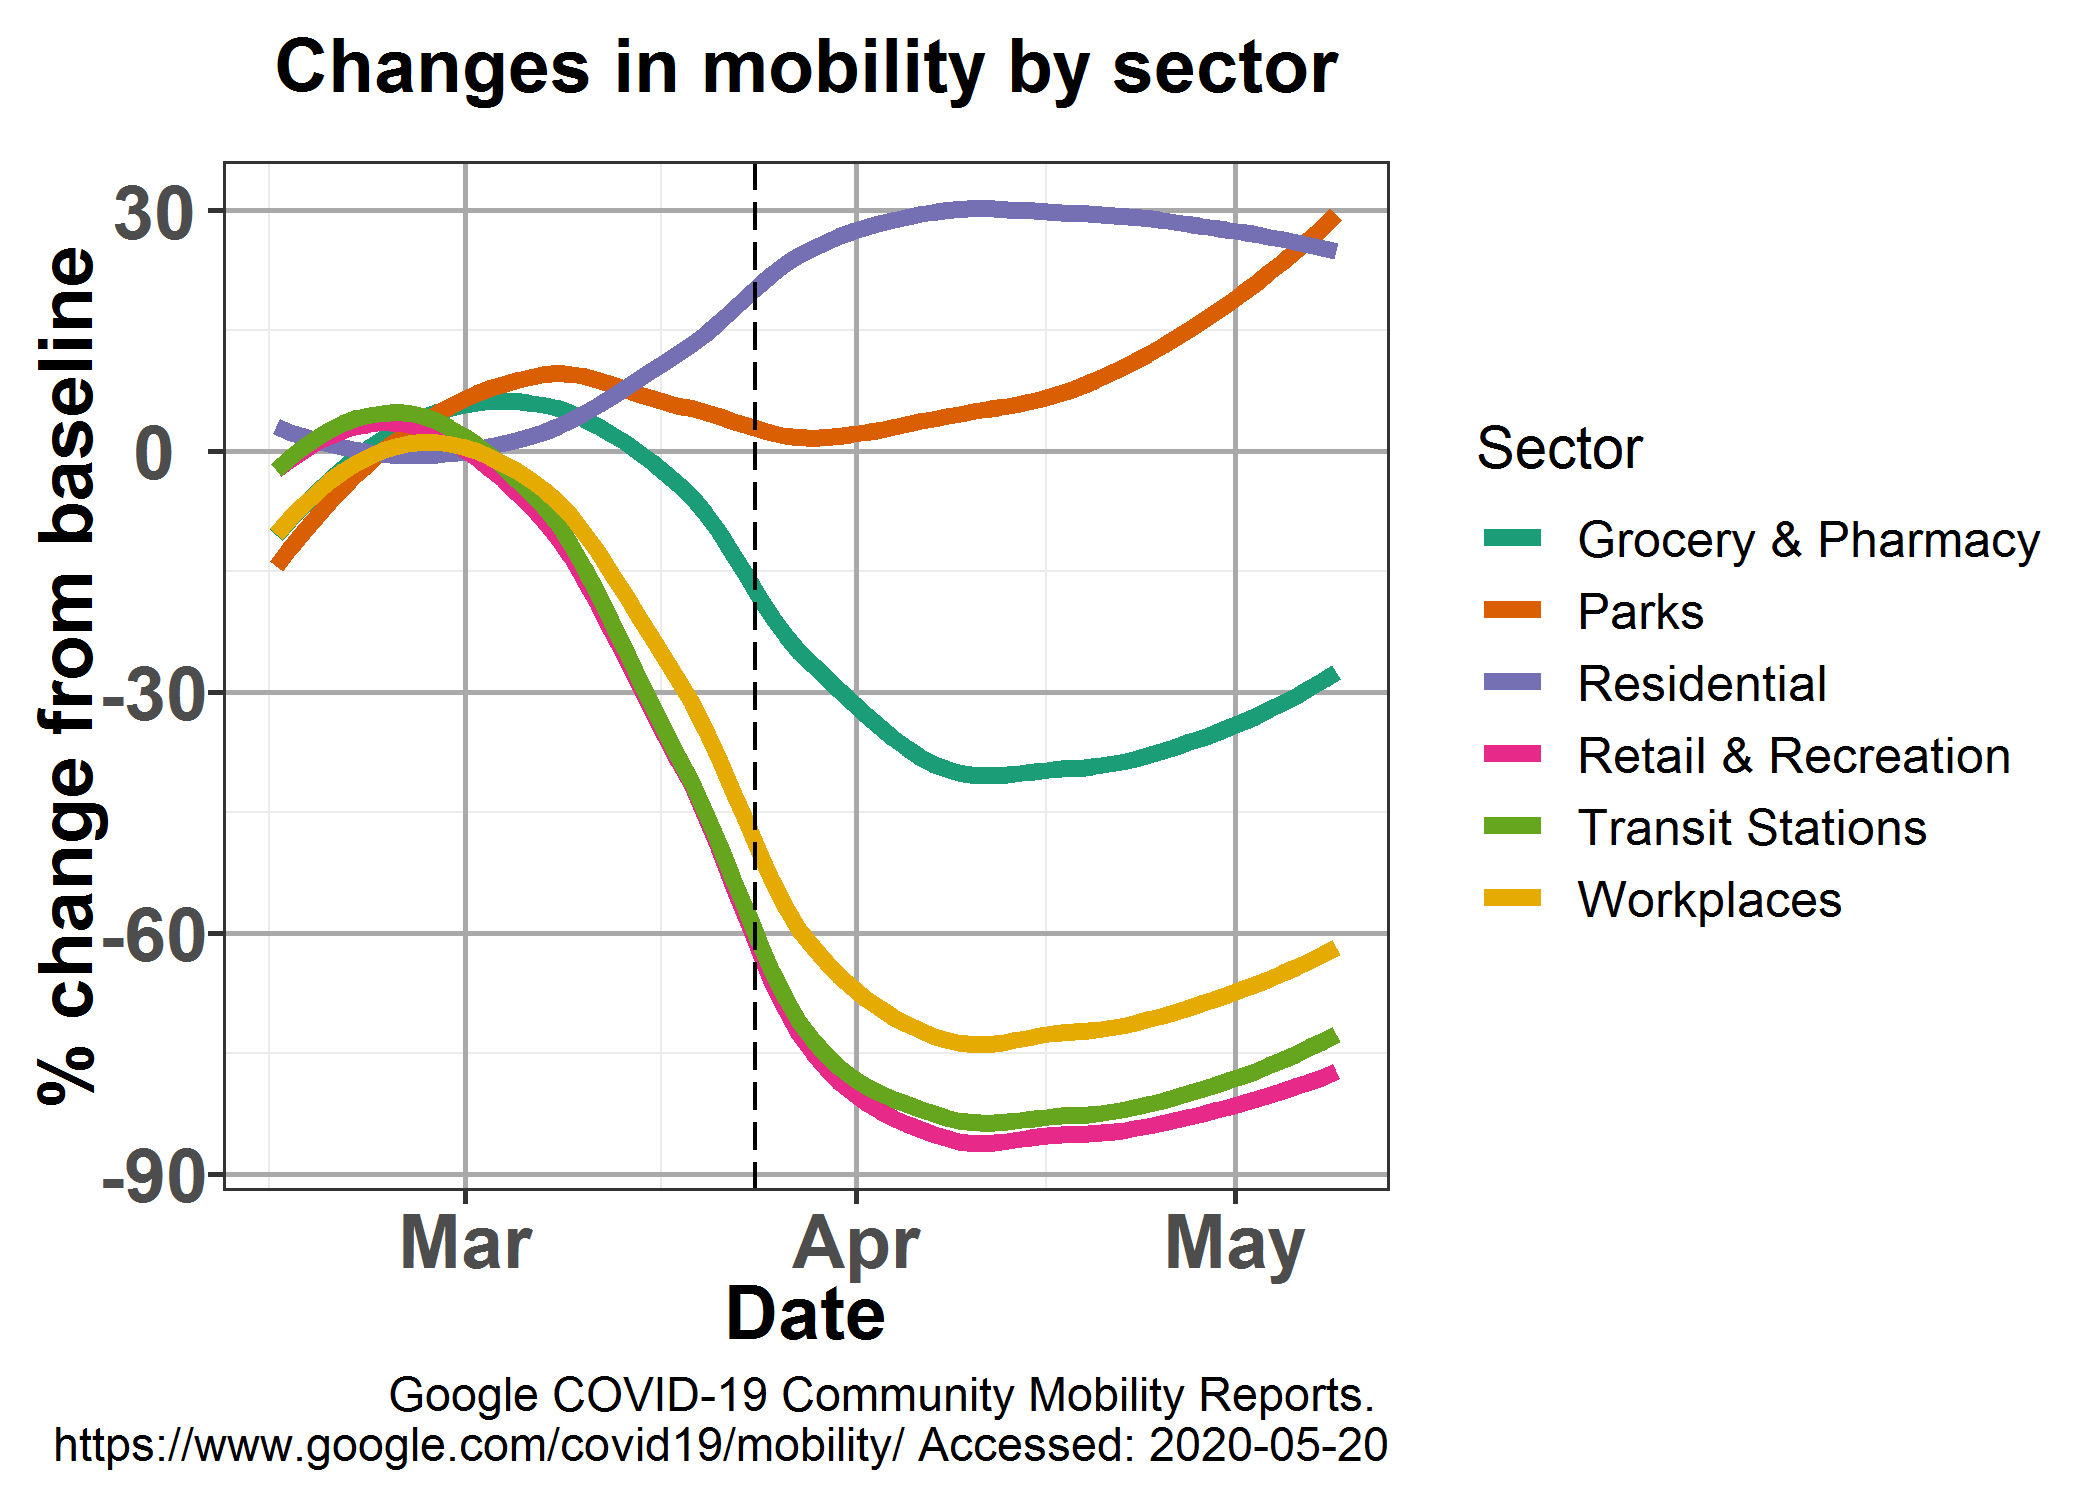 Changes in mobility by sector
% change from baseline
30
0
-30
-60
-90
Mar
Apr
May
Date
Sector
Grocery & Pharmacy
Parks
Residential
Retail & Recreation
Transit Stations
Workplaces
Google COVID-19 Community Mobility Reports.
https://www.google.com/covid19/mobility/ Accessed: 2020-05-20